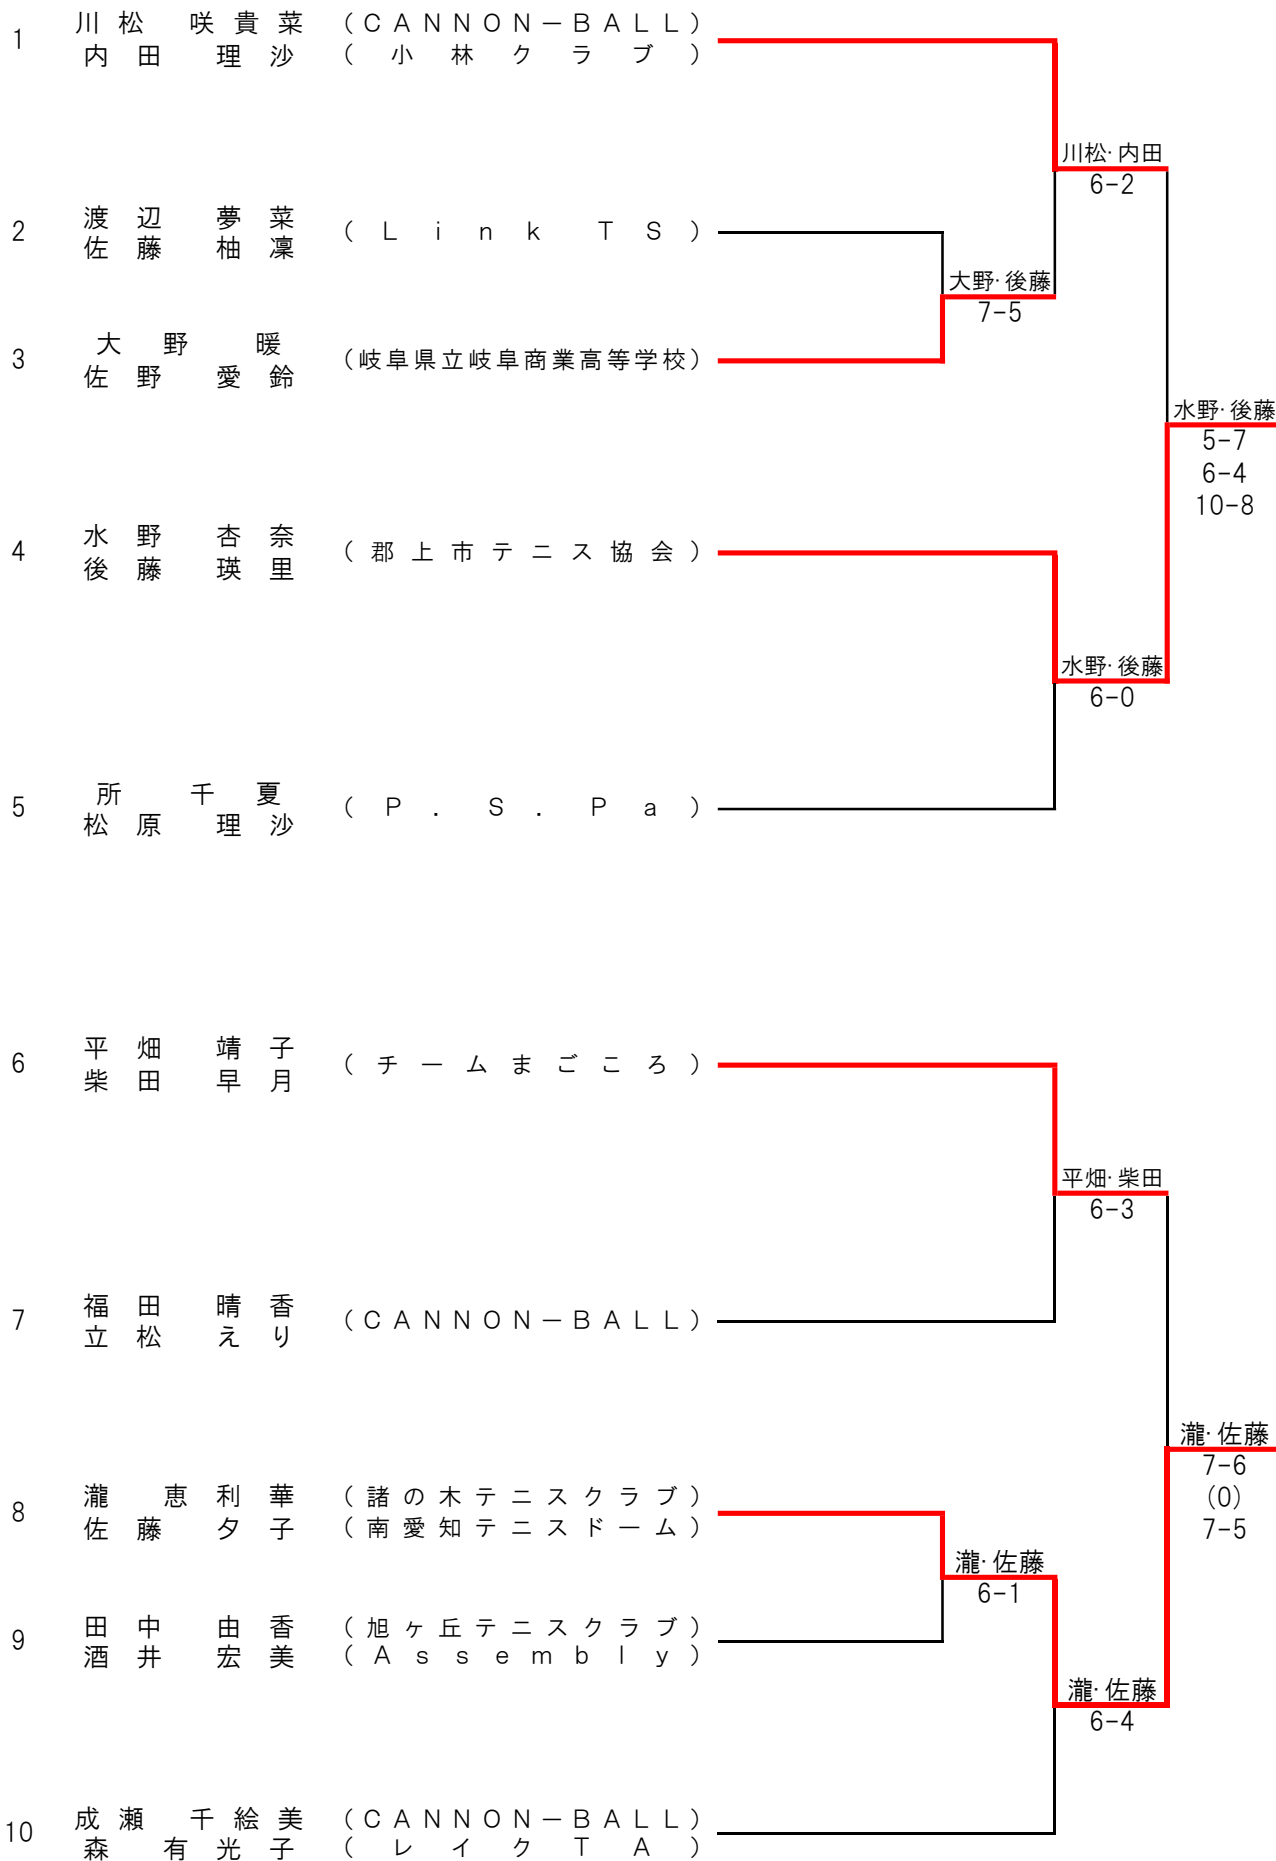 1 川松 咲貴菜 (CANNON－BALL)
内田 理沙 (小林クラブ)
川松・内田
6-2
2 渡辺 夢菜 (Link TS)
佐藤 柚凜
大野・後藤
7-5
3 大野 暖 (岐阜県立岐阜商業高等学校)
佐野 愛鈴
水野・後藤
5-7
6-4
10-8
4 水野 杏奈 (郡上市テニス協会)
後藤 瑛里
水野・後藤
6-0
5 所 千夏 (P．S．Pa)
松原 理沙
6 平畑 靖子 (チームまごころ)
柴田 早月
平畑・柴田
6-3
7 福田 晴香 (CANNON－BALL)
立松 えり
瀧・佐藤
7-6
(0)
7-5
8 瀧 恵利華 (諸の木テニスクラブ)
佐藤 夕子 (南愛知テニスドーム)
瀧・佐藤
6-1
9 田中 由香 (旭ヶ丘テニスクラブ)
酒井 宏美 (Assembly)
瀧・佐藤
6-4
10 成瀬 千絵美 (CANNON－BALL)
森 有光子 (レイクTA)